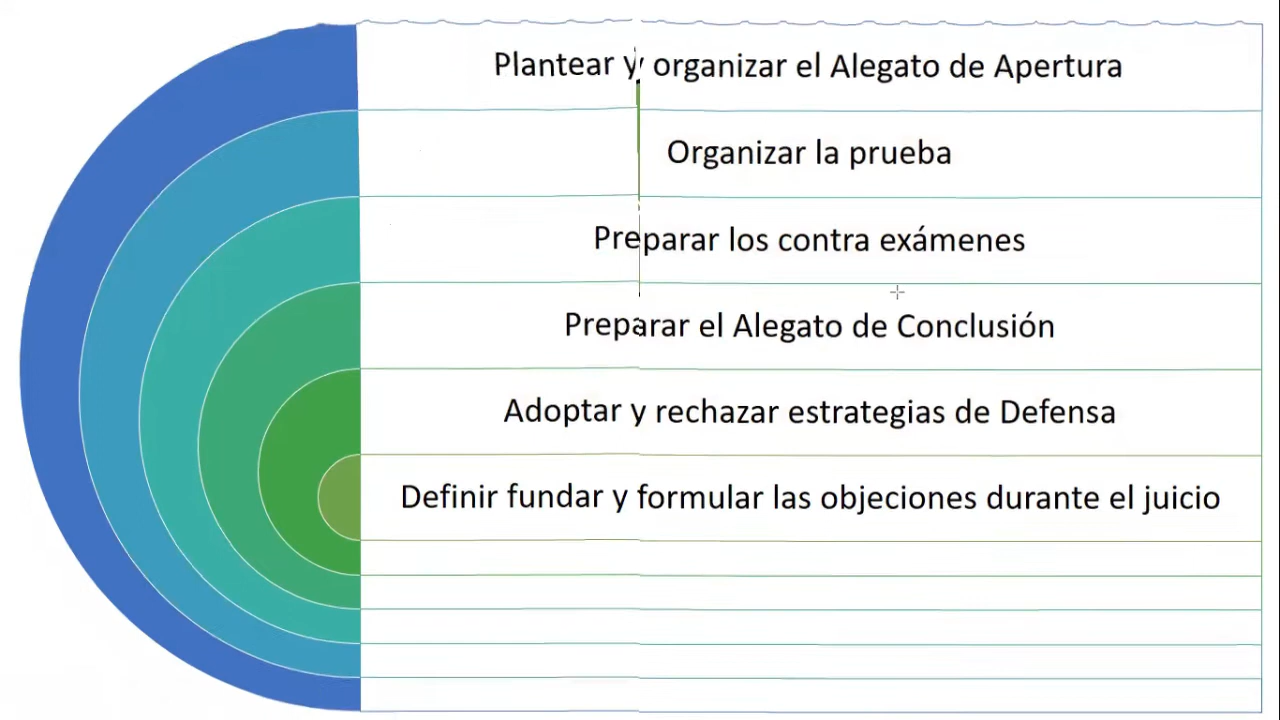 Plantear y organizar el Alegato de Apertura
Organizar la prueba
Preparar los contra exámenes
Preparar el Alegato de Conclusión
Adoptar y rechazar estrategias de Defensa
Definir fundar y formular las objeciones durante el juicio